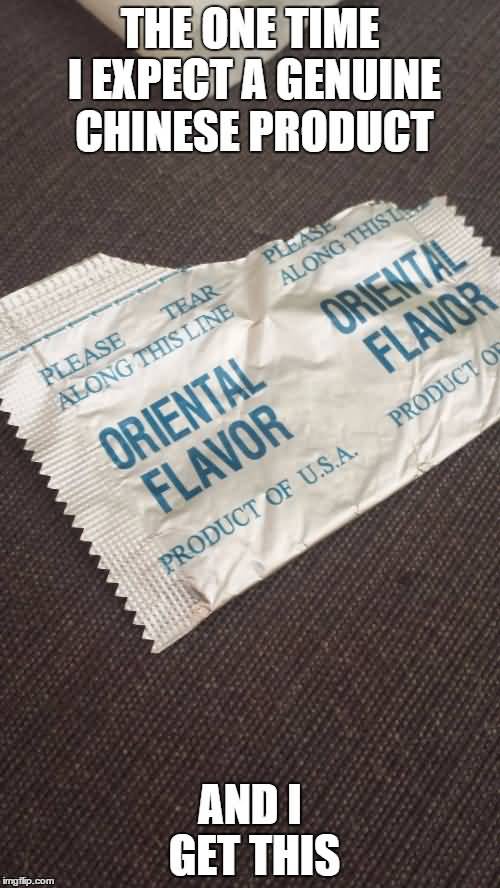 THE ONE TIME
I EXPECT A GENUINE
CHINESE PRODUCT
PLEASE TEAR
ALONG THIS LINE
ORIENTAL
FLAVOR
PRODUCT OF U.S.A.
PLEASE
ALONG THIS
ORIENTAL
FLAVOR
PRODUCT OF
AND I
GET THIS
imgflip.com